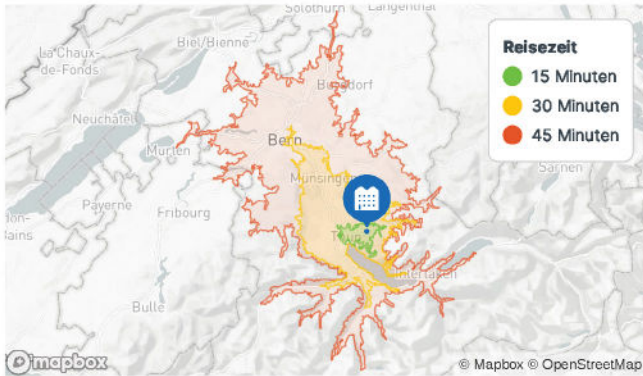 Solothurn
Langenthal
Biel/Bienne
La Chaux-
de-Fonds
Burgdorf
Neuchâtel
Bern
Murten
Münsingen
Payerne
Fribourg
Thun
Interlaken
Sarnen
Bulle
Reisezeit
15 Minuten
30 Minuten
45 Minuten
mapbox
© Mapbox © OpenStreetMap